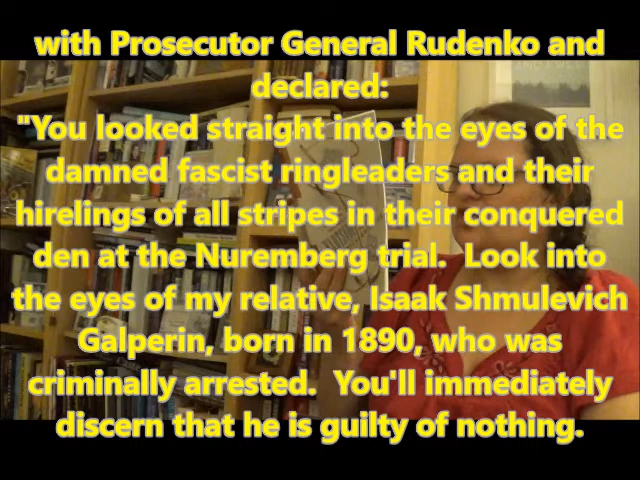 with Prosecutor General Rudenko and
declared:
"You looked straight into the eyes of the
damned fascist ringleaders and their
hirelings of all stripes in their conquered
den at the Nuremberg trial.  Look into
the eyes of my relative, Isaak Shmulevich
Galperin, born in 1890, who was
criminally arrested.  You'll immediately
discern that he is guilty of nothing.